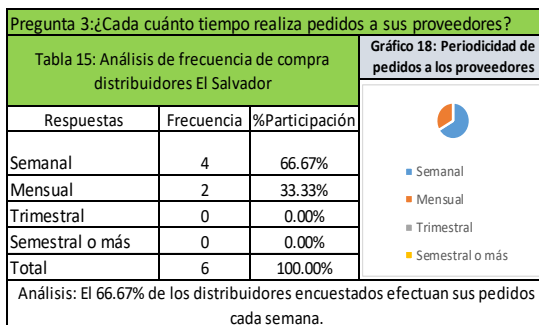 Pregunta 3:¿Cada cuánto tiempo realiza pedidos a sus proveedores?
Tabla 15: Análisis de frecuencia de compra
distribuidores El Salvador
Gráfico 18: Periodicidad de
pedidos a los proveedores
Respuestas Frecuencia %Participación
Semanal 4 66.67%
Mensual 2 33.33%
Trimestral 0 0.00%
Semestral o más 0 0.00%
Total 6 100.00%
Semanal
Mensual
Trimestral
Semestral o más
Análisis: El 66.67% de los distribuidores encuestados efectuan sus pedidos
cada semana.